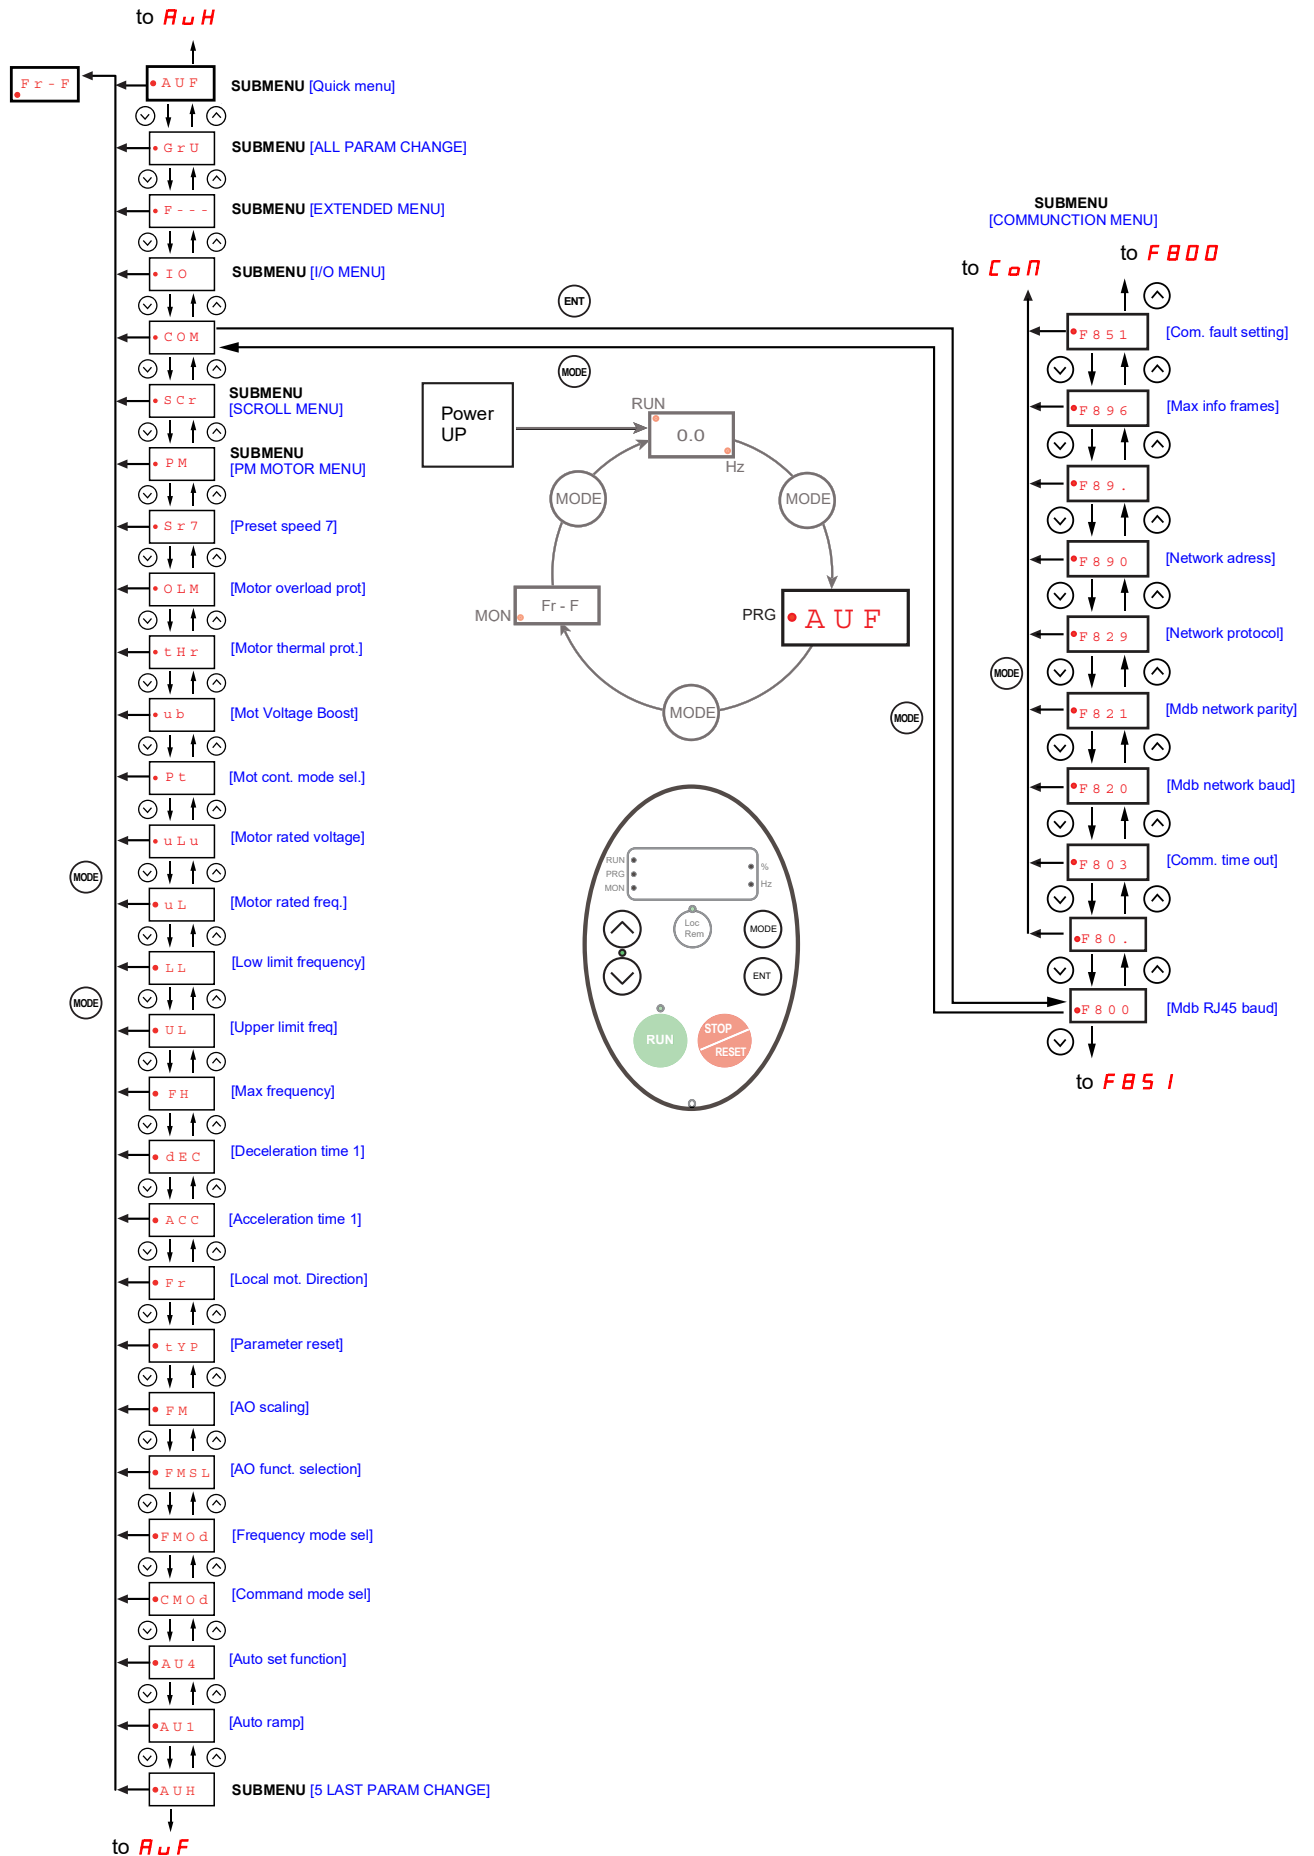 to AuH
Fr-F
AUF
SUBMENU [Quick menu]
GrU
SUBMENU [ALL PARAM CHANGE]
F---
SUBMENU [EXTENDED MENU]
IO
SUBMENU [I/O MENU]
COM
SCr
SUBMENU
[SCROLL MENU]
PM
SUBMENU
[PM MOTOR MENU]
Sr7
[Preset speed 7]
OLM
[Motor overload prot]
tHr
[Motor thermal prot.]
ub
[Mot Voltage Boost]
Pt
[Mot cont. mode sel.]
uLu
[Motor rated voltage]
MODE
uL
[Motor rated freq.]
LL
[Low limit frequency]
MODE
UL
[Upper limit freq]
FH
[Max frequency]
dEC
[Deceleration time 1]
ACC
[Acceleration time 1]
Fr
[Local mot. Direction]
tYP
[Parameter reset]
FM
[AO scaling]
FMSL
[AO funct. selection]
FMOd
[Frequency mode sel]
CMOd
[Command mode sel]
AU4
[Auto set function]
AU1
[Auto ramp]
AUH
SUBMENU [5 LAST PARAM CHANGE]
to AuF
ENT
MODE
Power
UP
RUN
0.0
Hz
MODE
MODE
MON
Fr - F
PRG
AUF
MODE
MODE
RUN
PRG
MON
%
Hz
Loc
Rem
MODE
ENT
RUN
STOP
RESET
SUBMENU
[COMMUNCTION MENU]
to CoM
to F800
F851
[Com. fault setting]
F896
[Max info frames]
F89.
F890
[Network adress]
F829
[Network protocol]
MODE
F821
[Mdb network parity]
F820
[Mdb network baud]
F803
[Comm. time out]
F80.
F800
[Mdb RJ45 baud]
to F851